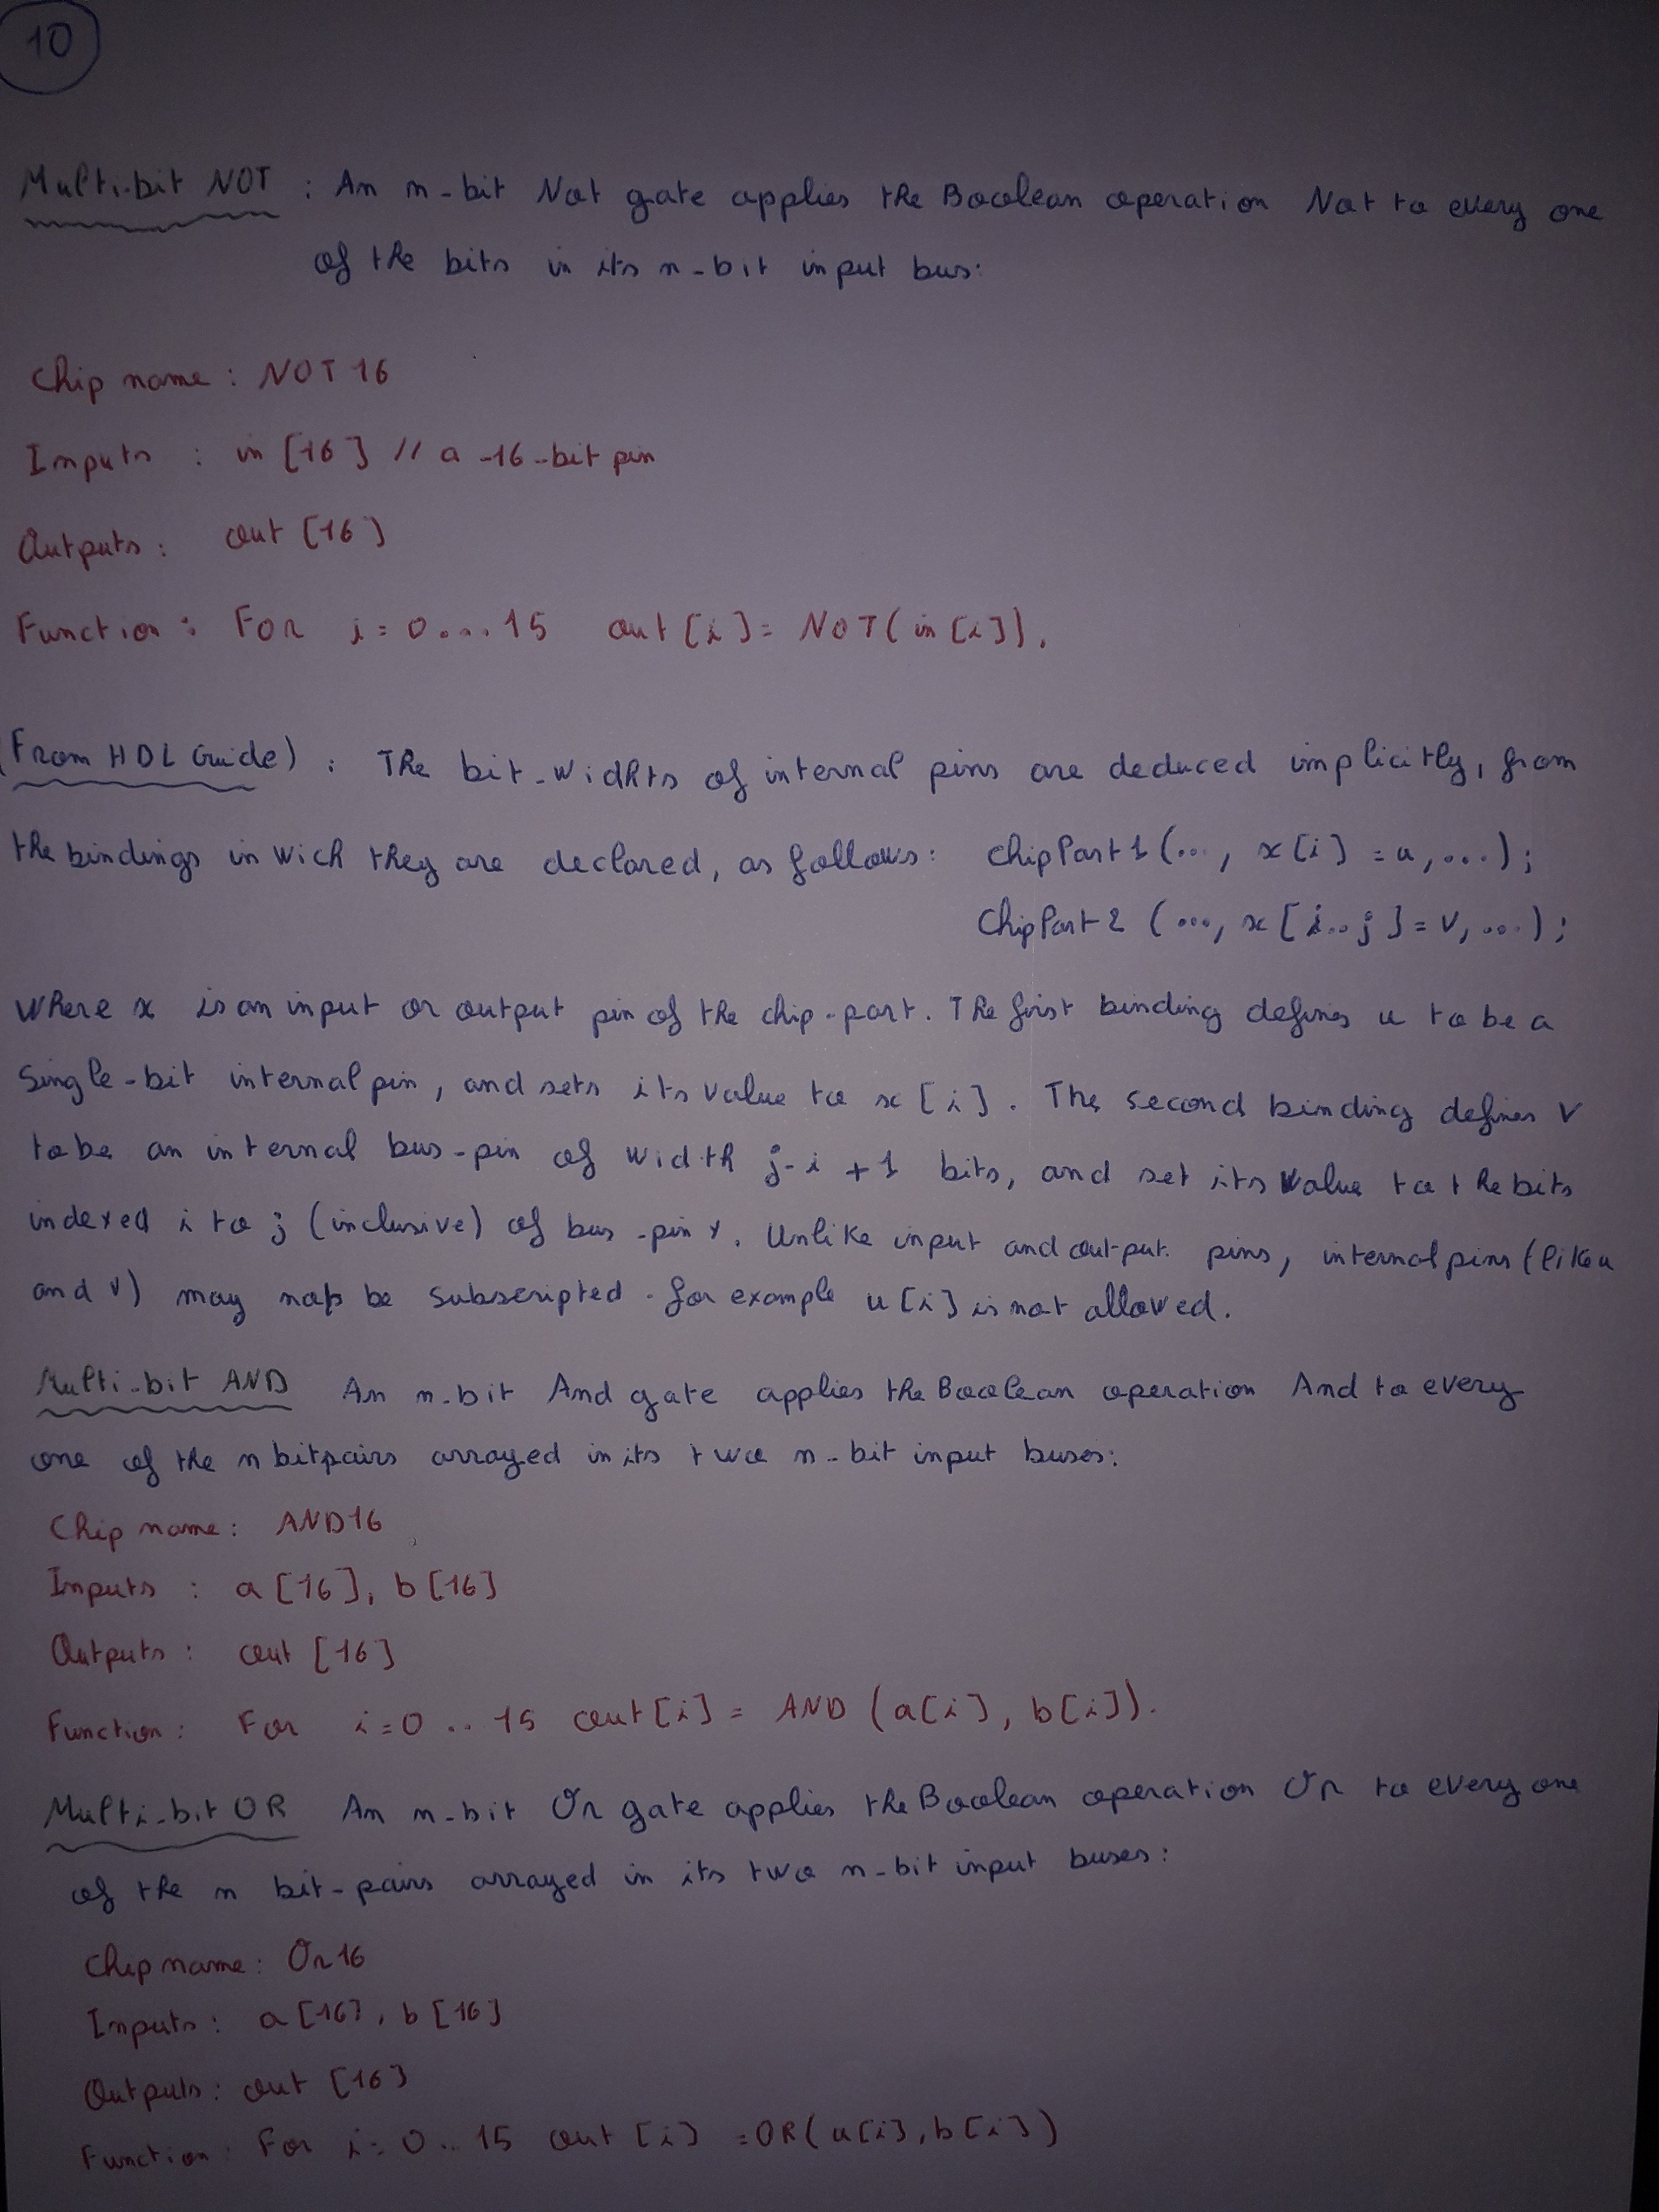 10
Multi-bit NOT : An n-bit Not gate applies the Boolean operation Not to every one
of the bits in its n-bit input bus:
Chip name : NOT 16
Inputs : in [16] // a -16-bit pin
Outputs : out [16]
Function : For i = 0...15 out [i] = NOT( in [i]).
(From HDL Guide) : The bit-widhts of internal pins are deduced implicitly, from
the bindings in wich they are declared, as follows: chipPart1 (..., x[i] = u, ...);
ChipPart 2 (..., x [i..j] = v, ...);
Where x is an input or output pin of the chip-part. The first binding defines u to be a
Single-bit internal pin, and sets its value to x [i]. The second binding defines v
to be an internal bus-pin of width j-i + 1 bits, and set its value to the bits
indexed i to j (inclusive) of bus-pin x. Unlike input and output pins, internal pins (like u
and v) may not be subscripted. for example u [i] is not allowed.
Multi-bit AND An n-bit And gate applies the Boolean operation And to every
one of the n bitpairs arrayed in its two n-bit input buses:
Chip name: AND16
Inputs : a [16], b [16]
Outputs : out [16]
Function : For i=0 .. 15 out [i] = AND (a[i], b[i]).
Multi-bit OR An n-bit Or gate applies the Boolean operation Or to every one
of the n bit-pairs arrayed in its two n-bit input buses:
Chip name: Or 16
Inputs : a [16], b [16]
Outputs : out [16]
Function : For i= 0 .. 15 out [i] = OR( a[i], b[i])